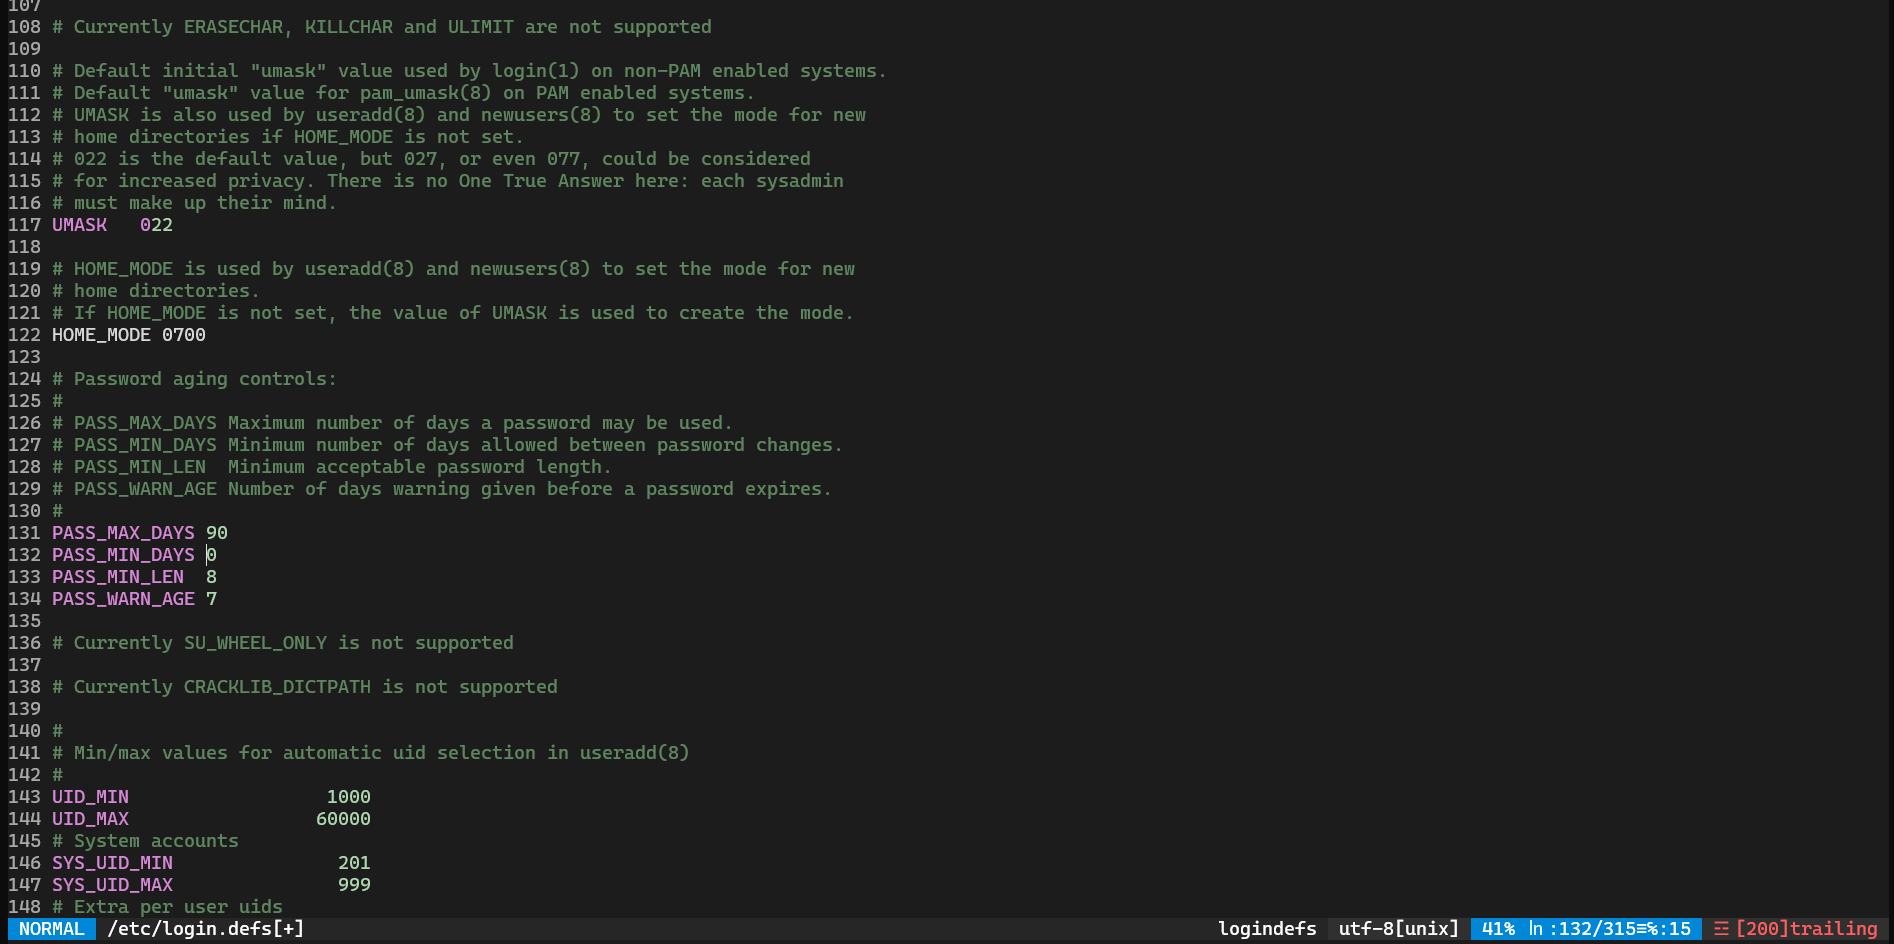 107
108 # Currently ERASECHAR, KILLCHAR and ULIMIT are not supported
109
110 # Default initial "umask" value used by login(1) on non-PAM enabled systems.
111 # Default "umask" value for pam_umask(8) on PAM enabled systems.
112 # UMASK is also used by useradd(8) and newusers(8) to set the mode for new
113 # home directories if HOME_MODE is not set.
114 # 022 is the default value, but 027, or even 077, could be considered
115 # for increased privacy. There is no One True Answer here: each sysadmin
116 # must make up their mind.
117 UMASK   022
118
119 # HOME_MODE is used by useradd(8) and newusers(8) to set the mode for new
120 # home directories.
121 # If HOME_MODE is not set, the value of UMASK is used to create the mode.
122 HOME_MODE 0700
123
124 # Password aging controls:
125 #
126 # PASS_MAX_DAYS Maximum number of days a password may be used.
127 # PASS_MIN_DAYS Minimum number of days allowed between password changes.
128 # PASS_MIN_LEN  Minimum acceptable password length.
129 # PASS_WARN_AGE Number of days warning given before a password expires.
130 #
131 PASS_MAX_DAYS 90
132 PASS_MIN_DAYS 0
133 PASS_MIN_LEN  8
134 PASS_WARN_AGE 7
135
136 # Currently SU_WHEEL_ONLY is not supported
137
138 # Currently CRACKLIB_DICTPATH is not supported
139
140 #
141 # Min/max values for automatic uid selection in useradd(8)
142 #
143 UID_MIN                  1000
144 UID_MAX                 60000
145 # System accounts
146 SYS_UID_MIN               201
147 SYS_UID_MAX               999
148 # Extra per user uids
NORMAL /etc/login.defs[+] logindefs utf-8[unix] 41% ㏑:132/315≡℅:15 ☲ [200]trailing